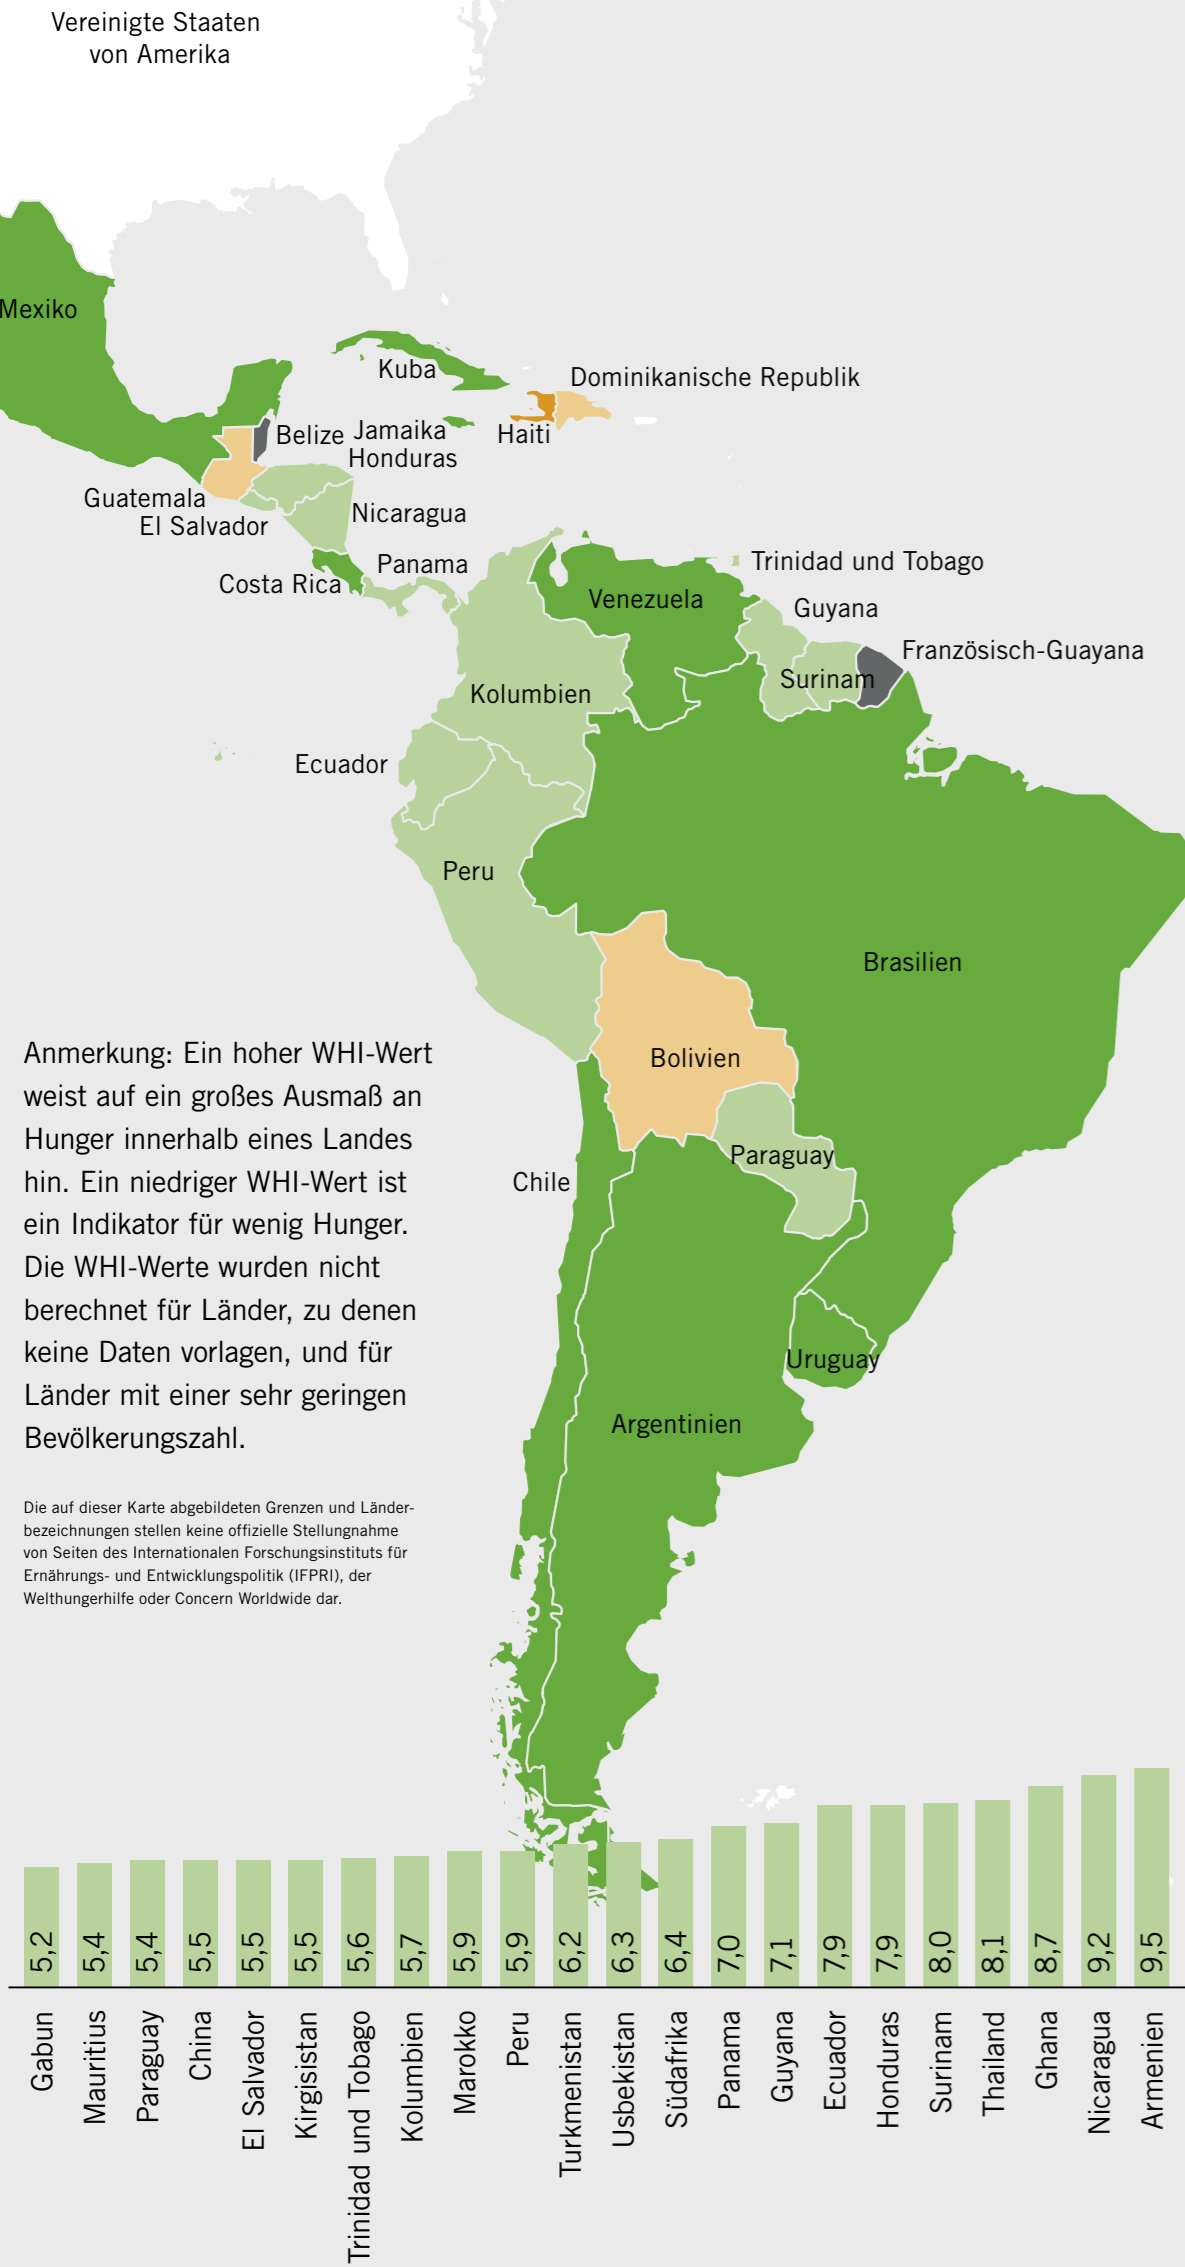 Vereinigte Staaten
von Amerika
Mexiko
Kuba
Dominikanische Republik
Haiti
Belize
Jamaika
Honduras
Guatemala
El Salvador
Nicaragua
Costa Rica
Panama
Trinidad und Tobago
Venezuela
Guyana
Französisch-Guayana
Surinam
Kolumbien
Ecuador
Peru
Brasilien
Bolivien
Paraguay
Chile
Uruguay
Argentinien
Anmerkung: Ein hoher WHI-Wert
weist auf ein großes Ausmaß an
Hunger innerhalb eines Landes
hin. Ein niedriger WHI-Wert ist
ein Indikator für wenig Hunger.
Die WHI-Werte wurden nicht
berechnet für Länder, zu denen
keine Daten vorlagen, und für
Länder mit einer sehr geringen
Bevölkerungszahl.
Die auf dieser Karte abgebildeten Grenzen und Länder-
bezeichnungen stellen keine offizielle Stellungnahme
von Seiten des Internationalen Forschungsinstituts für
Ernährungs- und Entwicklungspolitik (IFPRI), der
Welthungerhilfe oder Concern Worldwide dar.
5,2
5,4
5,4
5,5
5,5
5,5
5,6
5,7
5,9
5,9
6,2
6,3
6,4
7,0
7,1
7,9
7,9
8,0
8,1
8,7
9,2
9,5
Gabun
Mauritius
Paraguay
China
El Salvador
Kirgisistan
Trinidad und Tobago
Kolumbien
Marokko
Peru
Turkmenistan
Usbekistan
Südafrika
Panama
Guyana
Ecuador
Honduras
Surinam
Thailand
Ghana
Nicaragua
Armenien